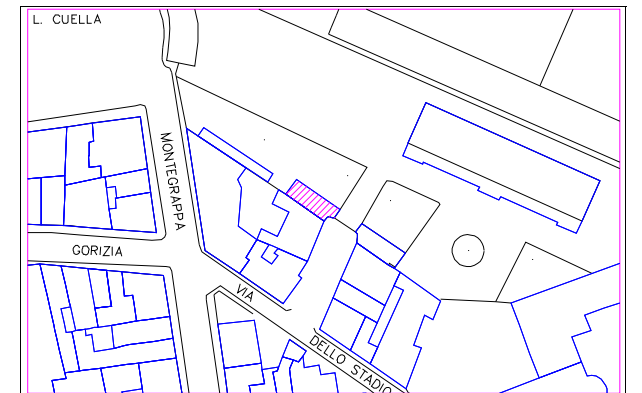 L. CUELLA
MONTEGRAPPA
GORIZIA
VIA
DELLO STADIO